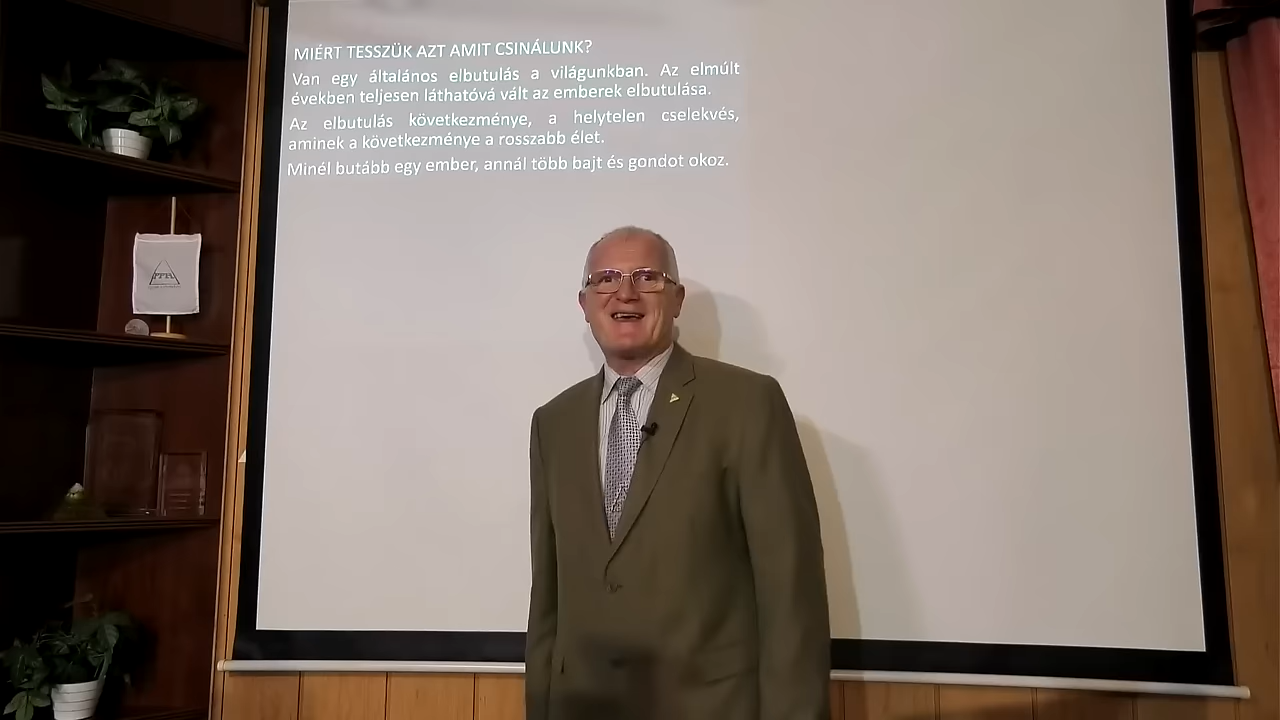 MIÉRT TESSZÜK AZT AMIT CSINÁLUNK?
Van egy általános elbutulás a világunkban. Az elmúlt
években teljesen láthatóvá vált az emberek elbutulása.
Az elbutulás következménye, a helytelen cselekvés,
aminek a következménye a rosszabb élet.
Minél butább egy ember, annál több bajt és gondot okoz.